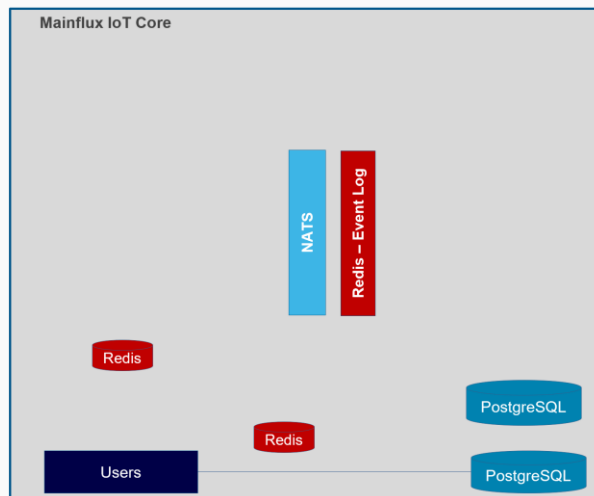 Mainflux IoT Core
NATS
Redis – Event Log
Redis
PostgreSQL
Redis
Users
PostgreSQL